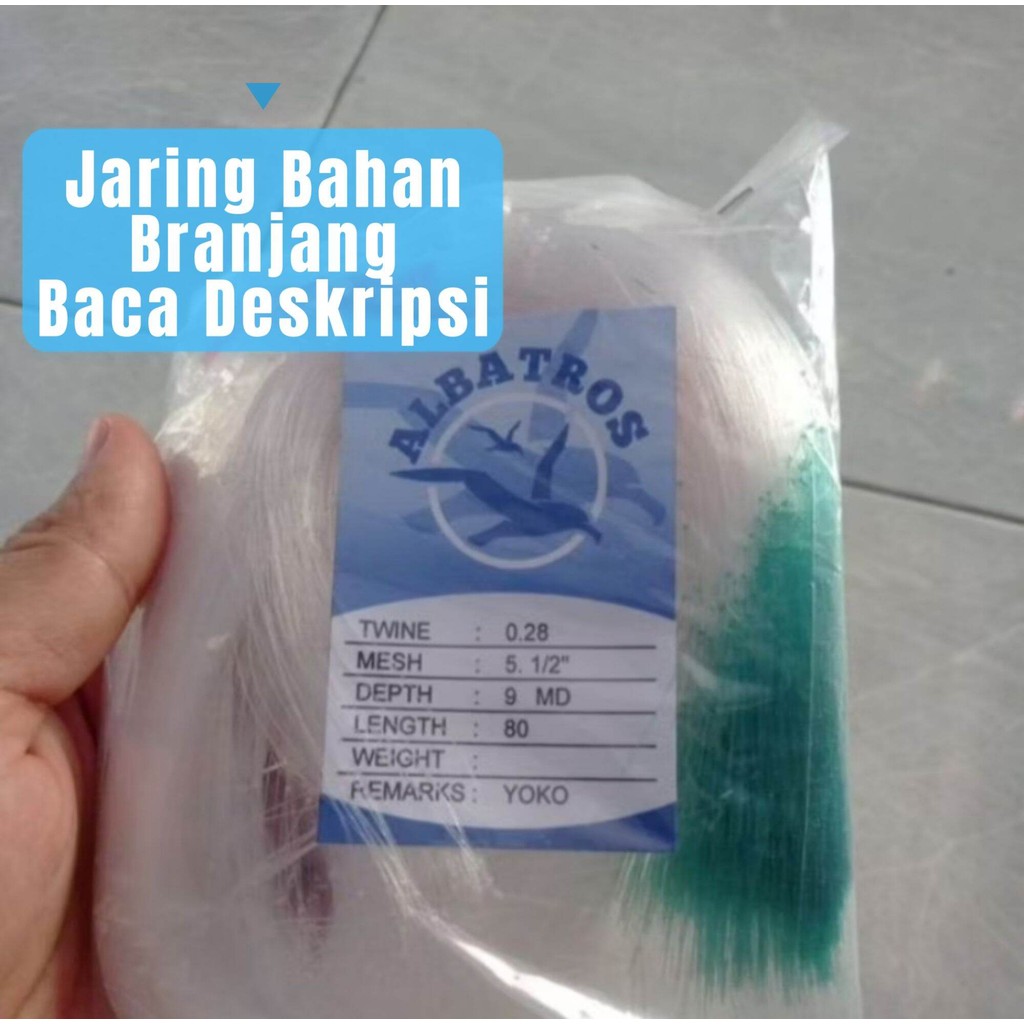 Jaring Bahan
Branjang
Baca Deskripsi
ALBATROS
TWINE : 0.28
MESH : 5. 1/2"
DEPTH : 9 MD
LENGTH : 80
WEIGHT :
REMARKS : YOKO